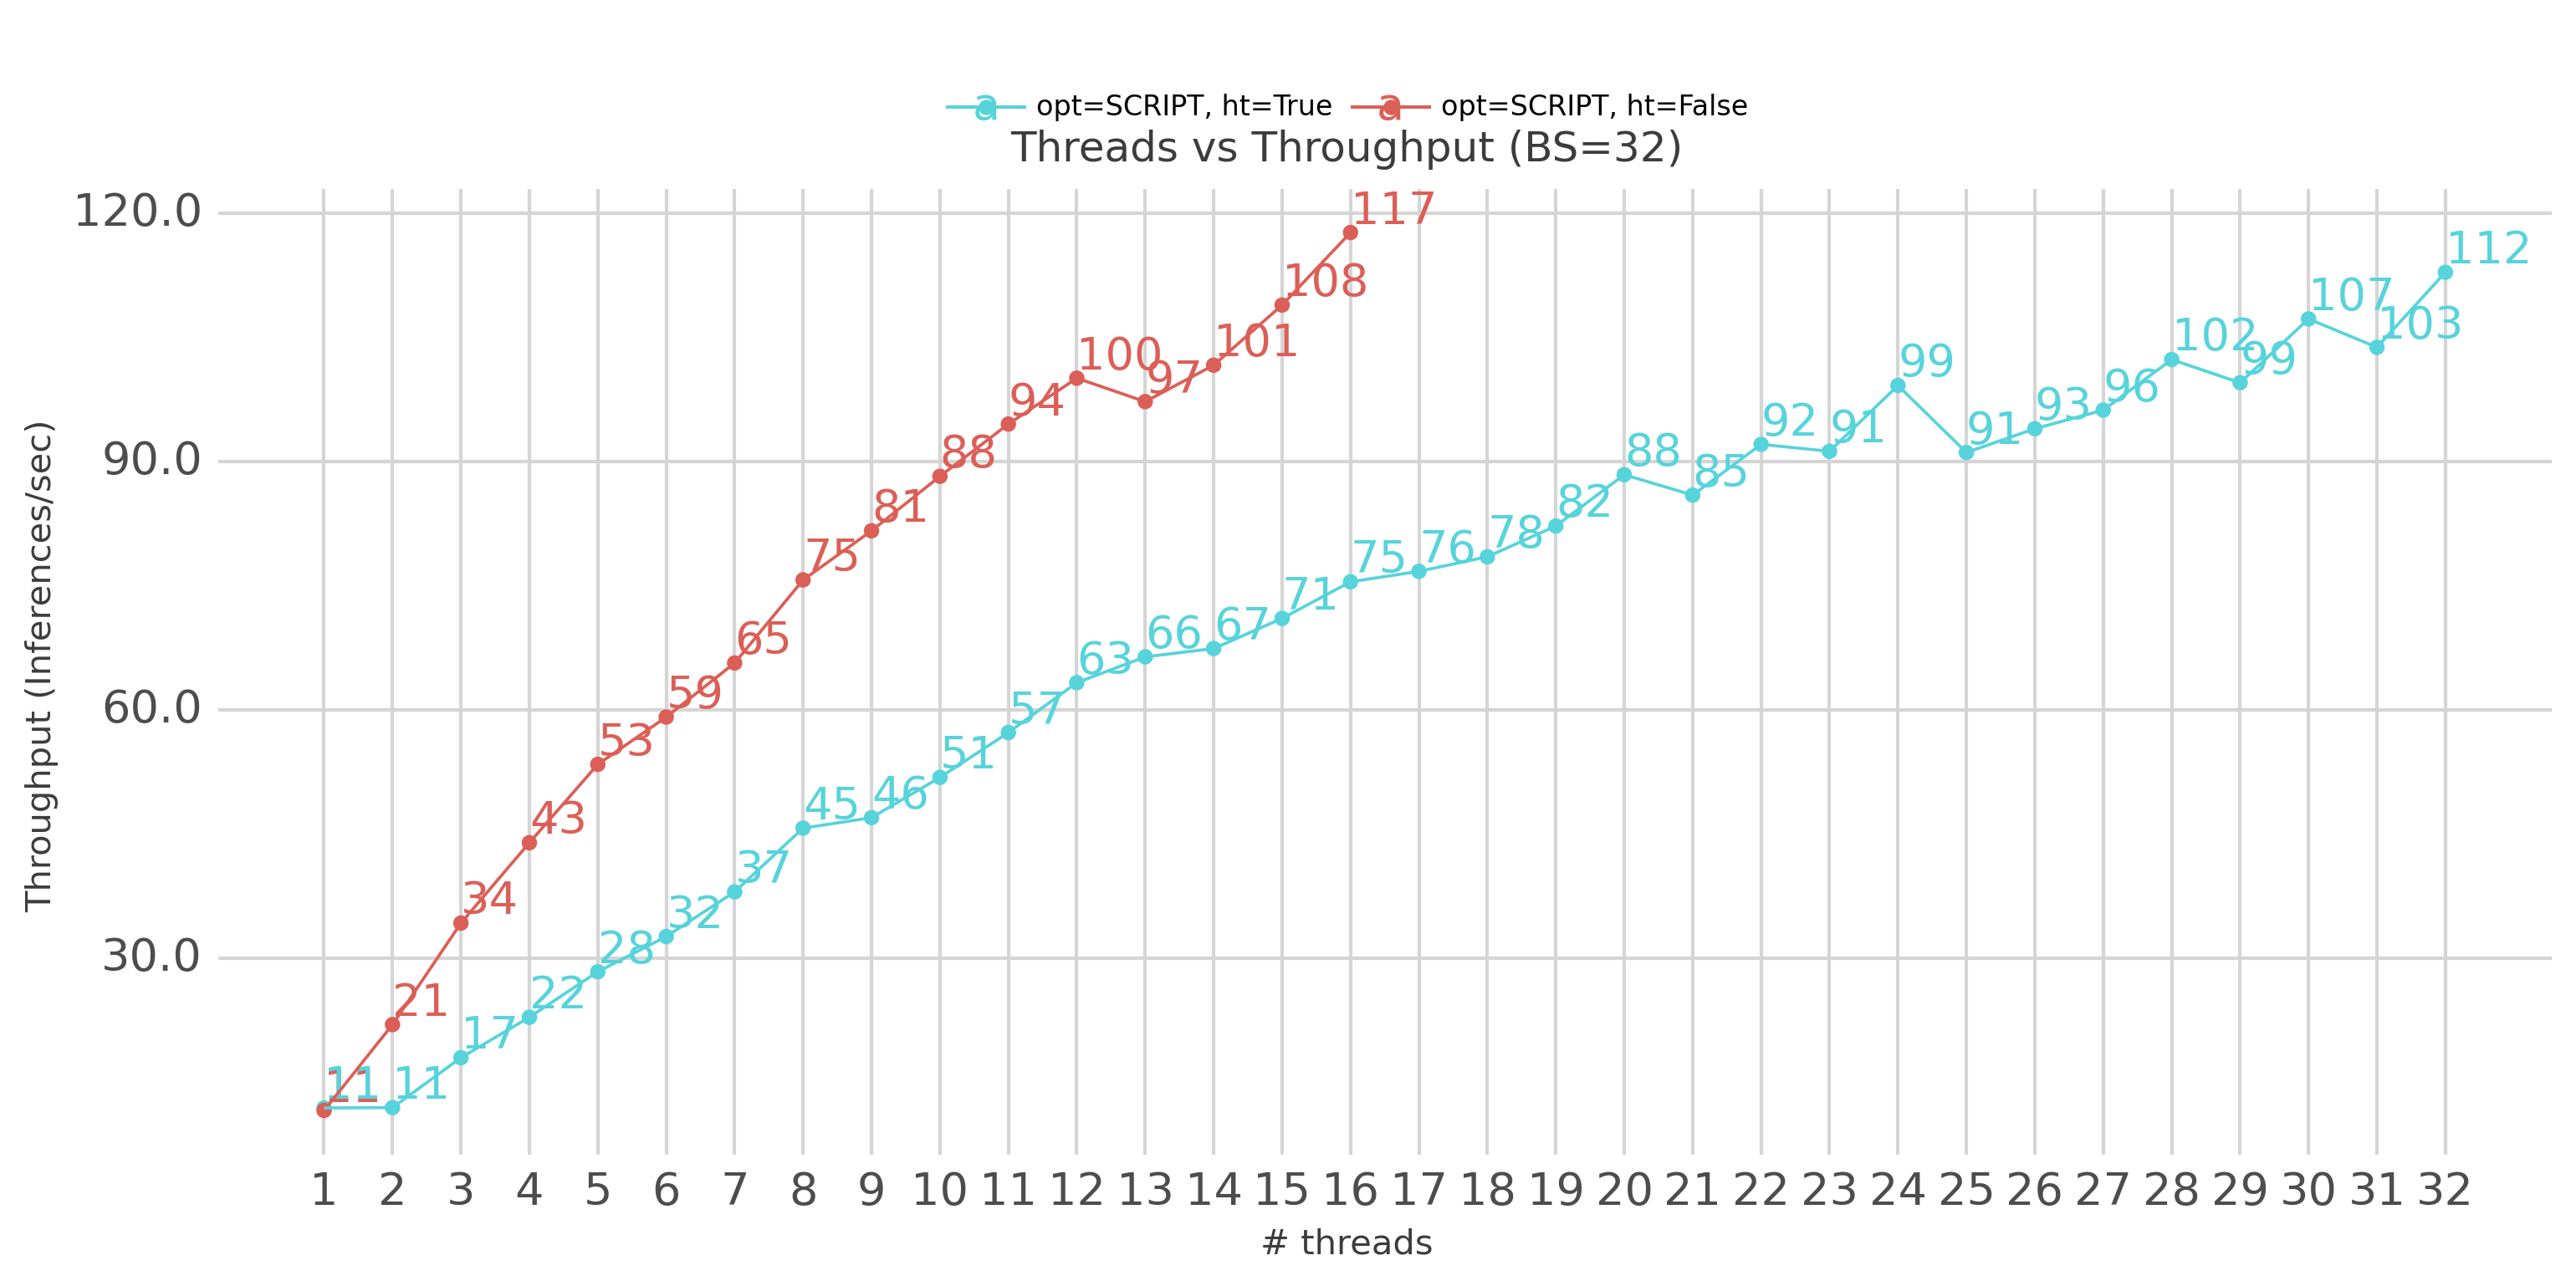 a opt=SCRIPT, ht=True a opt=SCRIPT, ht=False
Threads vs Throughput (BS=32)
120.0
90.0
60.0
30.0
Throughput (Inferences/sec)
11 21 34 43 53 59 65 75 81 88 94 100 97 101 108 117
11 11 17 22 28 32 37 45 46 51 57 63 66 67 71 75 76 78 82 88 85 92 91 99 91 93 96 102 99 107 103 112
1 2 3 4 5 6 7 8 9 10 11 12 13 14 15 16 17 18 19 20 21 22 23 24 25 26 27 28 29 30 31 32
# threads